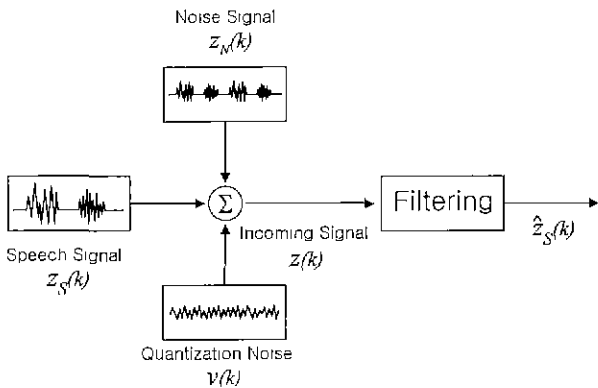 Noise Signal
z_N(k)
Σ
Filtering
Incoming Signal
z(k)
ẑ_S(k)
Speech Signal
z_S(k)
Quantization Noise
v(k)